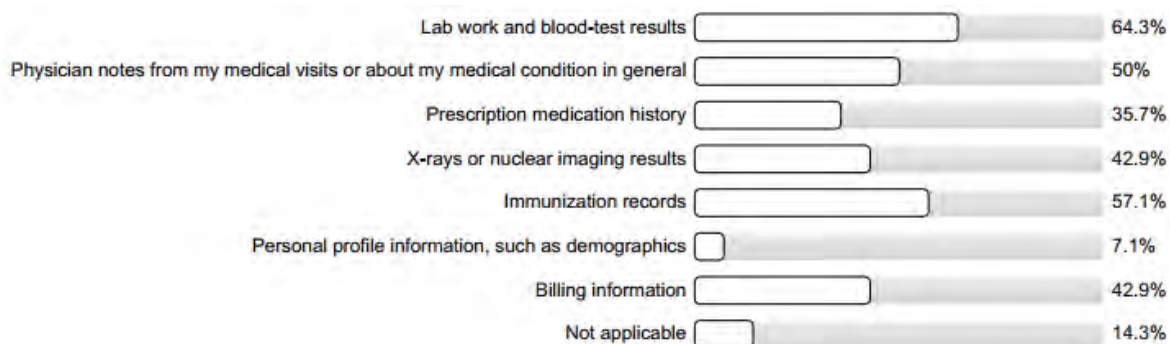 Lab work and blood-test results 64.3%
Physician notes from my medical visits or about my medical condition in general 50%
Prescription medication history 35.7%
X-rays or nuclear imaging results 42.9%
Immunization records 57.1%
Personal profile information, such as demographics 7.1%
Billing information 42.9%
Not applicable 14.3%